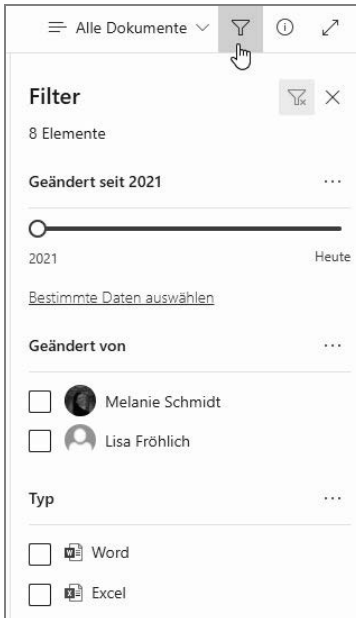 Alle Dokumente
Filter
8 Elemente
Geändert seit 2021
2021 Heute
Bestimmte Daten auswählen
Geändert von
Melanie Schmidt
Lisa Fröhlich
Typ
Word
Excel